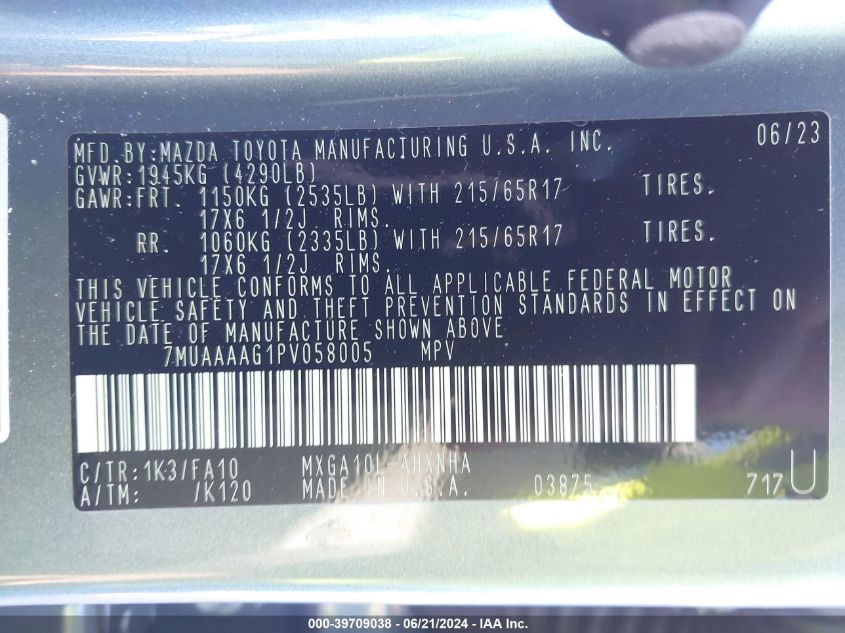 MFD.BY:MAZDA TOYOTA MANUFACTURING U.S.A. INC. 06/23
GVWR:1945KG (4290LB)
GAWR:FRT. 1150KG (2535LB) WITH 215/65R17 TIRES.
17X6 1/2J RIMS.
RR. 1060KG (2335LB) WITH 215/65R17 TIRES.
17X6 1/2J RIMS.
THIS VEHICLE CONFORMS TO ALL APPLICABLE FEDERAL MOTOR
VEHICLE SAFETY AND THEFT PREVENTION STANDARDS IN EFFECT ON
THE DATE OF MANUFACTURE SHOWN ABOVE
7MUAAAAG1PV058005 MPV
C/TR:1K3/FA10 MXGA10L-AHXNHA
A/TM: /K120 MADE IN U.S.A. 03875 717U
000-39709038 - 06/21/2024 - IAA Inc.